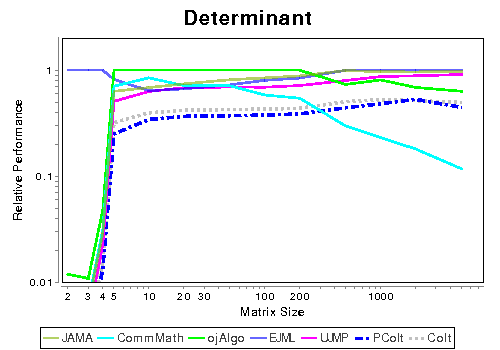 Determinant
Relative Performance
1
0.1
0.01
2 3 4 5 10 20 30 100 200 1000
Matrix Size
JAMA CommMath ojAlgo EJML UJMP PColt Colt